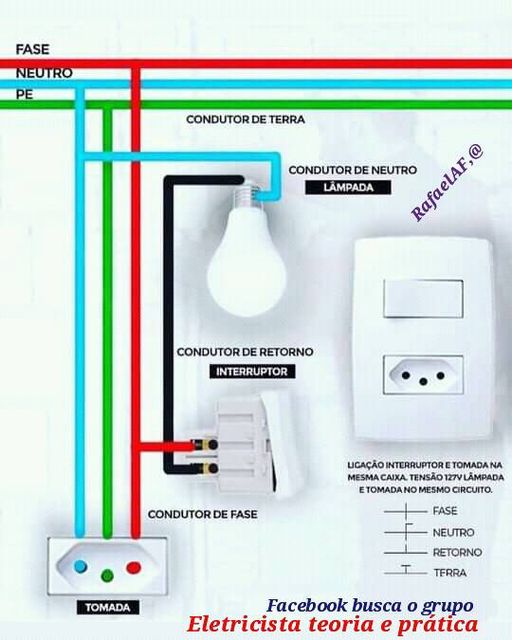 FASE
NEUTRO
PE
CONDUTOR DE TERRA
CONDUTOR DE NEUTRO
LÂMPADA
RafaelAF,@
CONDUTOR DE RETORNO
INTERRUPTOR
LIGAÇÃO INTERRUPTOR E TOMADA NA
MESMA CAIXA. TENSÃO 127V LÂMPADA
E TOMADA NO MESMO CIRCUITO.
FASE
NEUTRO
RETORNO
TERRA
CONDUTOR DE FASE
TOMADA
Facebook busca o grupo
Eletricista teoria e prática